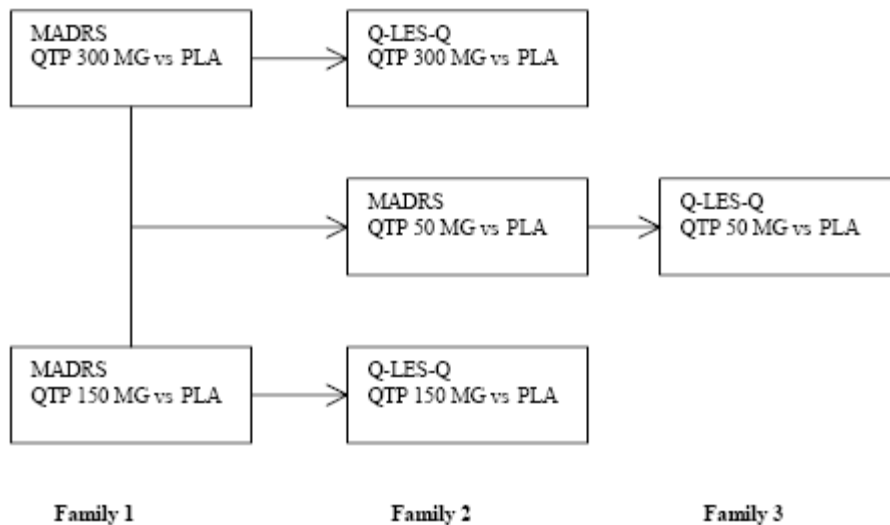 MADRS
QTP 300 MG vs PLA
Q-LES-Q
QTP 300 MG vs PLA
MADRS
QTP 50 MG vs PLA
Q-LES-Q
QTP 50 MG vs PLA
MADRS
QTP 150 MG vs PLA
Q-LES-Q
QTP 150 MG vs PLA
Family 1
Family 2
Family 3